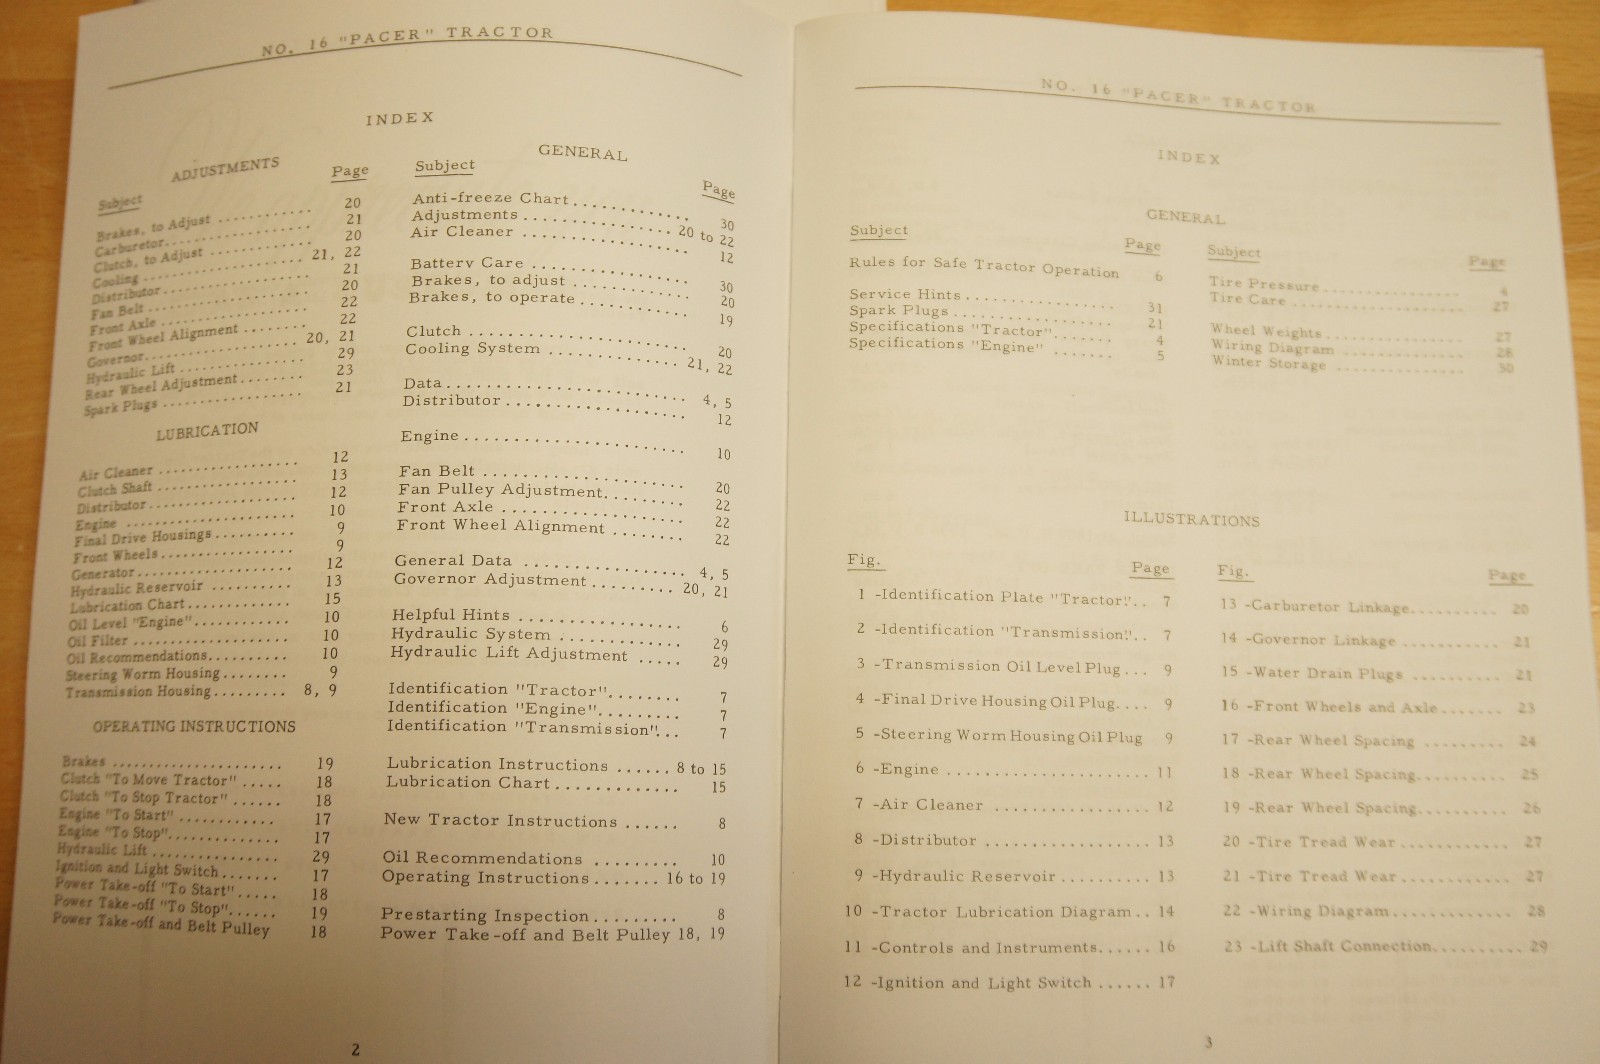 NO. 16 "PACER" TRACTOR
INDEX
ADJUSTMENTS
Subject Page
Brakes, to Adjust ............ 20
Carburetor.................. 21
Clutch, to Adjust ............ 20
Cooling .................... 21, 22
Distributor.................. 21
Fan Belt .................... 20
Front Axle .................. 22
Front Wheel Alignment ........ 22
Governor.................... 20, 21
Hydraulic Lift .............. 29
Rear Wheel Adjustment........ 23
Spark Plugs .................. 21
LUBRICATION
Air Cleaner .................. 12
Clutch Shaft .................. 13
Distributor.................. 12
Engine ...................... 10
Final Drive Housings.......... 9
Front Wheels.................. 9
Generator.................... 12
Hydraulic Reservoir .......... 13
Lubrication Chart............. 15
Oil Level "Engine"............ 10
Oil Filter .................... 10
Oil Recommendations.......... 10
Steering Worm Housing........ 9
Transmission Housing......... 8, 9
OPERATING INSTRUCTIONS
Brakes ...................... 19
Clutch "To Move Tractor" ..... 18
Clutch "To Stop Tractor" ...... 18
Engine "To Start" ............ 17
Engine "To Stop".............. 17
Hydraulic Lift ................ 29
Ignition and Light Switch....... 17
Power Take-off "To Start"..... 18
Power Take-off "To Stop"...... 19
Power Take-off and Belt Pulley 18
GENERAL
Subject Page
Anti-freeze Chart............. 30
Adjustments................ 20 to 22
Air Cleaner .................. 12
Battery Care ................ 30
Brakes, to adjust ............ 20
Brakes, to operate............ 19
Clutch ...................... 20
Cooling System .............. 21, 22
Data........................ 4, 5
Distributor.................. 12
Engine...................... 10
Fan Belt .................... 20
Fan Pulley Adjustment........ 22
Front Axle .................. 22
Front Wheel Alignment ........ 22
General Data ................ 4, 5
Governor Adjustment......... 20, 21
Helpful Hints ................ 6
Hydraulic System ............ 29
Hydraulic Lift Adjustment ..... 29
Identification "Tractor"........ 7
Identification "Engine"......... 7
Identification "Transmission"... 7
Lubrication Instructions ...... 8 to 15
Lubrication Chart............. 15
New Tractor Instructions ...... 8
Oil Recommendations ......... 10
Operating Instructions....... 16 to 19
Prestarting Inspection......... 8
Power Take-off and Belt Pulley 18, 19
2
NO. 16 "PACER" TRACTOR
INDEX
GENERAL
Subject Page
Rules for Safe Tractor Operation 6
Service Hints............... 31
Spark Plugs................ 21
Specifications "Tractor"....... 4
Specifications "Engine" ....... 5
Subject Page
Tire Pressure............... 4
Tire Care .................. 27
Wheel Weights.............. 27
Wiring Diagram ............. 28
Winter Storage .............. 30
ILLUSTRATIONS
Fig. Page
1 -Identification Plate "Tractor".. 7
2 -Identification "Transmission".. 7
3 -Transmission Oil Level Plug... 9
4 -Final Drive Housing Oil Plug.... 9
5 -Steering Worm Housing Oil Plug 9
6 -Engine ...................... 11
7 -Air Cleaner ................ 12
8 -Distributor ................. 13
9 -Hydraulic Reservoir .......... 13
10 -Tractor Lubrication Diagram.. 14
11 -Controls and Instruments...... 16
12 -Ignition and Light Switch ...... 17
Fig. Page
13 -Carburetor Linkage.......... 20
14 -Governor Linkage ........... 21
15 -Water Drain Plugs .......... 21
16 -Front Wheels and Axle....... 23
17 -Rear Wheel Spacing ......... 24
18 -Rear Wheel Spacing.......... 25
19 -Rear Wheel Spacing.......... 26
20 -Tire Tread Wear ............ 27
21 -Tire Tread Wear............ 27
22 -Wiring Diagram............. 28
23 -Lift Shaft Connection.......... 29
3